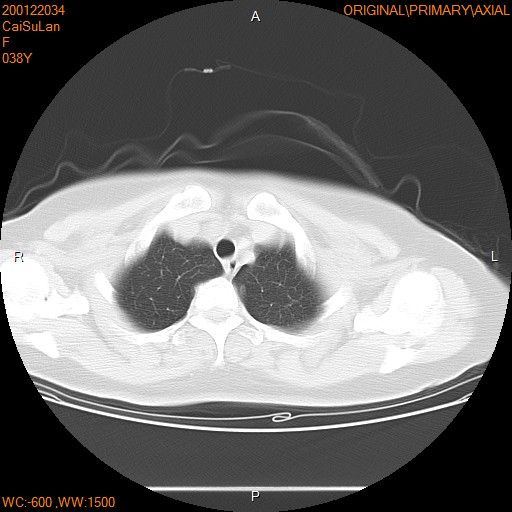 200122034
ORIGINAL\PRIMARY\AXIAL
CaiSuLan
F
038Y
A
R
L
P
WC:-600 ,WW:1500